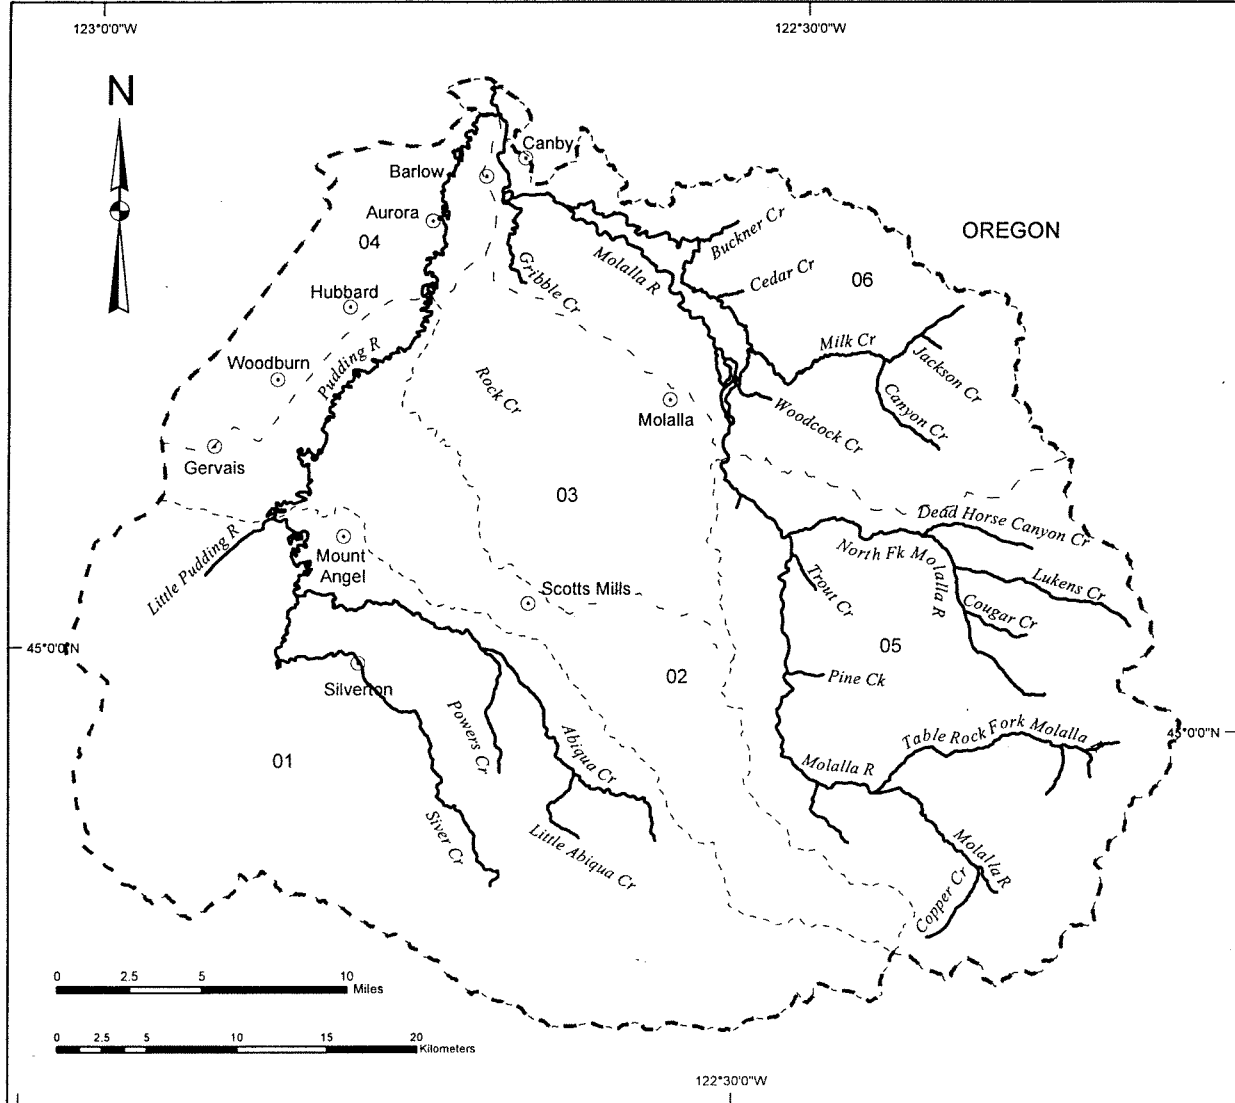 123°0'0"W
122°30'0"W
N
Canby
Barlow
Aurora
04
Buckner Cr
OREGON
Molalla R
Gribble Cr
Cedar Cr
06
Hubbard
Milk Cr
Jackson Cr
Pudding R
Woodburn
Rock Cr
Canyon Cr
Molalla
Woodcock Cr
Gervais
03
Dead Horse Canyon Cr
Little Pudding R
Mount
Angel
North Fk Molalla R
Trout Cr
Lukens Cr
Scotts Mills
Cougar Cr
45°0'0"N
05
Silverton
02
Pine Ck
Powers Cr
Abiqua Cr
Table Rock Fork Molalla
45°0'0"N
01
Molalla R
Siver Cr
Little Abiqua Cr
Molalla R
Copper Cr
0 2.5 5 10
Miles
0 2.5 5 10 15 20
Kilometers
122°30'0"W